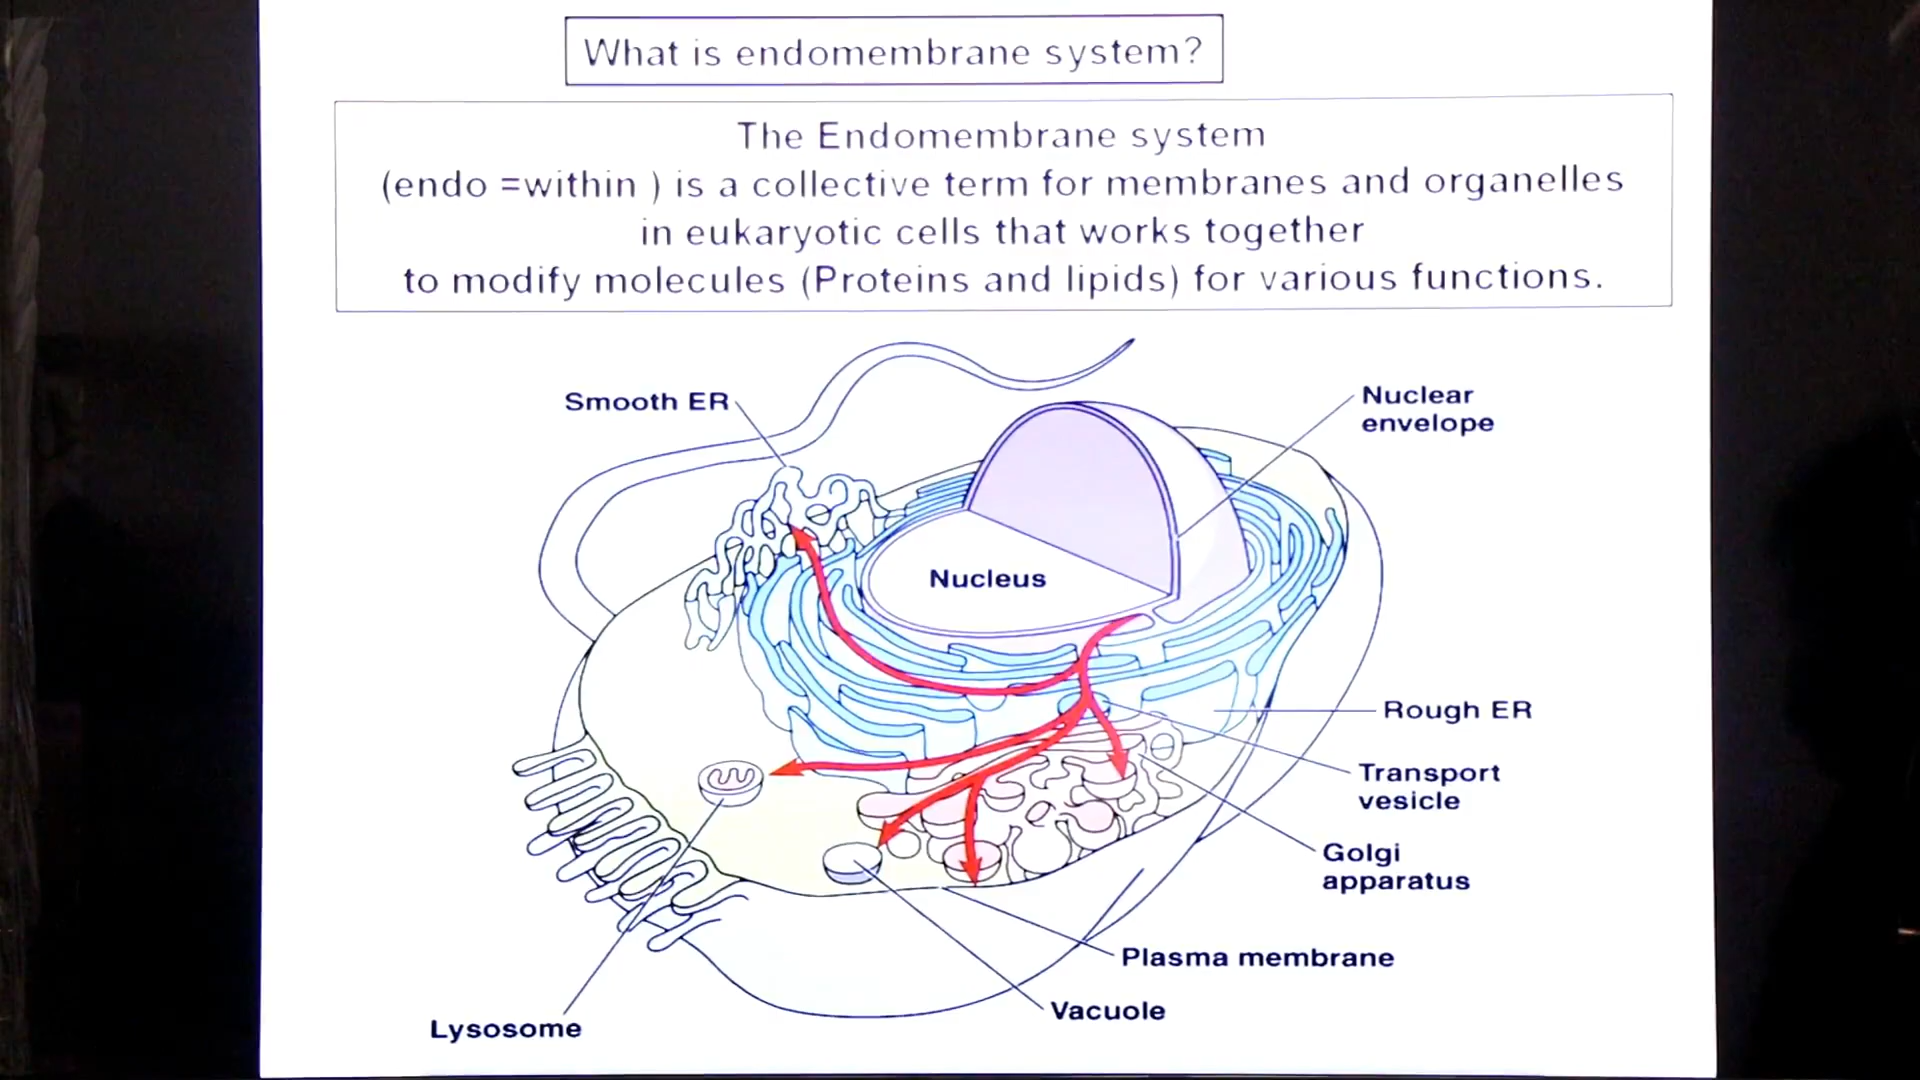 What is endomembrane system?
The Endomembrane system
(endo =within ) is a collective term for membranes and organelles
in eukaryotic cells that works together
to modify molecules (Proteins and lipids) for various functions.
Smooth ER
Nuclear
envelope
Nucleus
Rough ER
Transport
vesicle
Golgi
apparatus
Plasma membrane
Vacuole
Lysosome